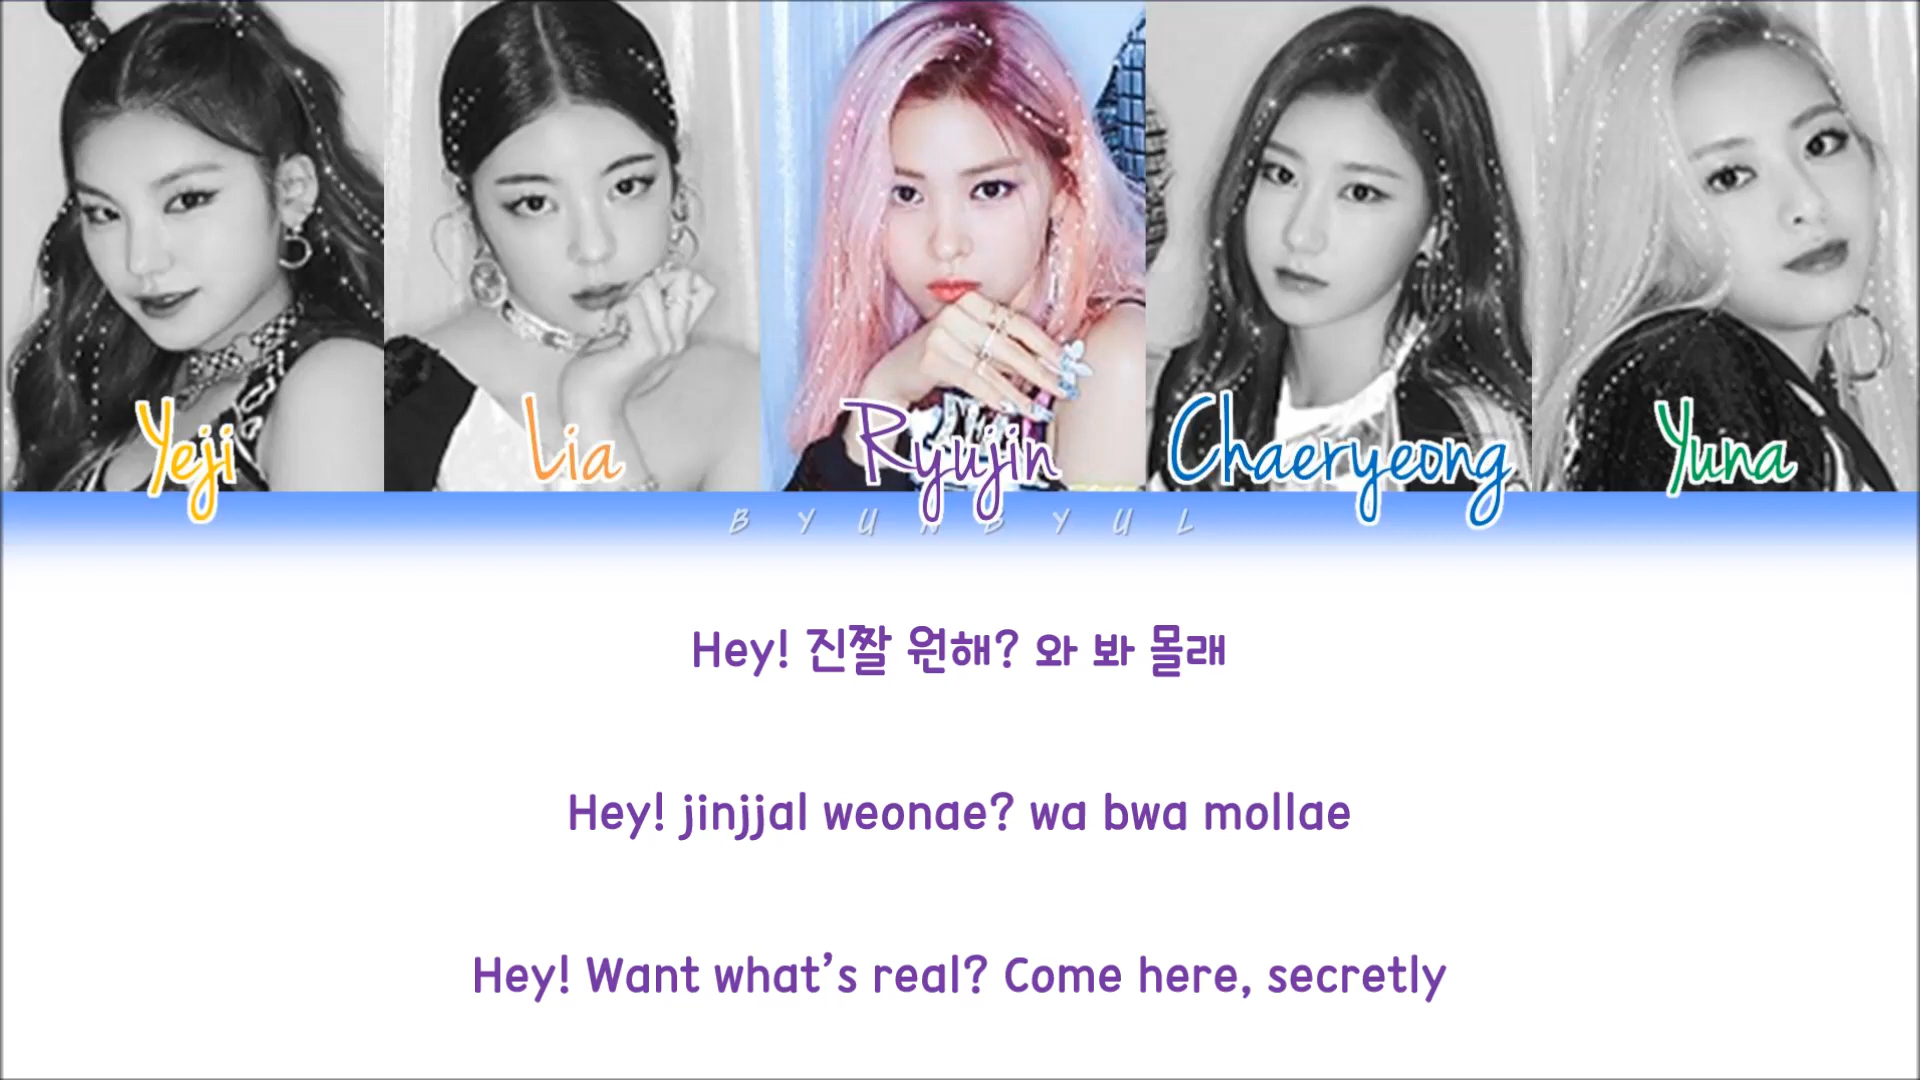 Yeji Lia Ryujin Chaeryeong Yuna
BYUNBYUL
Hey! 진짤 원해? 와 봐 몰래
Hey! jinjjal weonae? wa bwa mollae
Hey! Want what's real? Come here, secretly